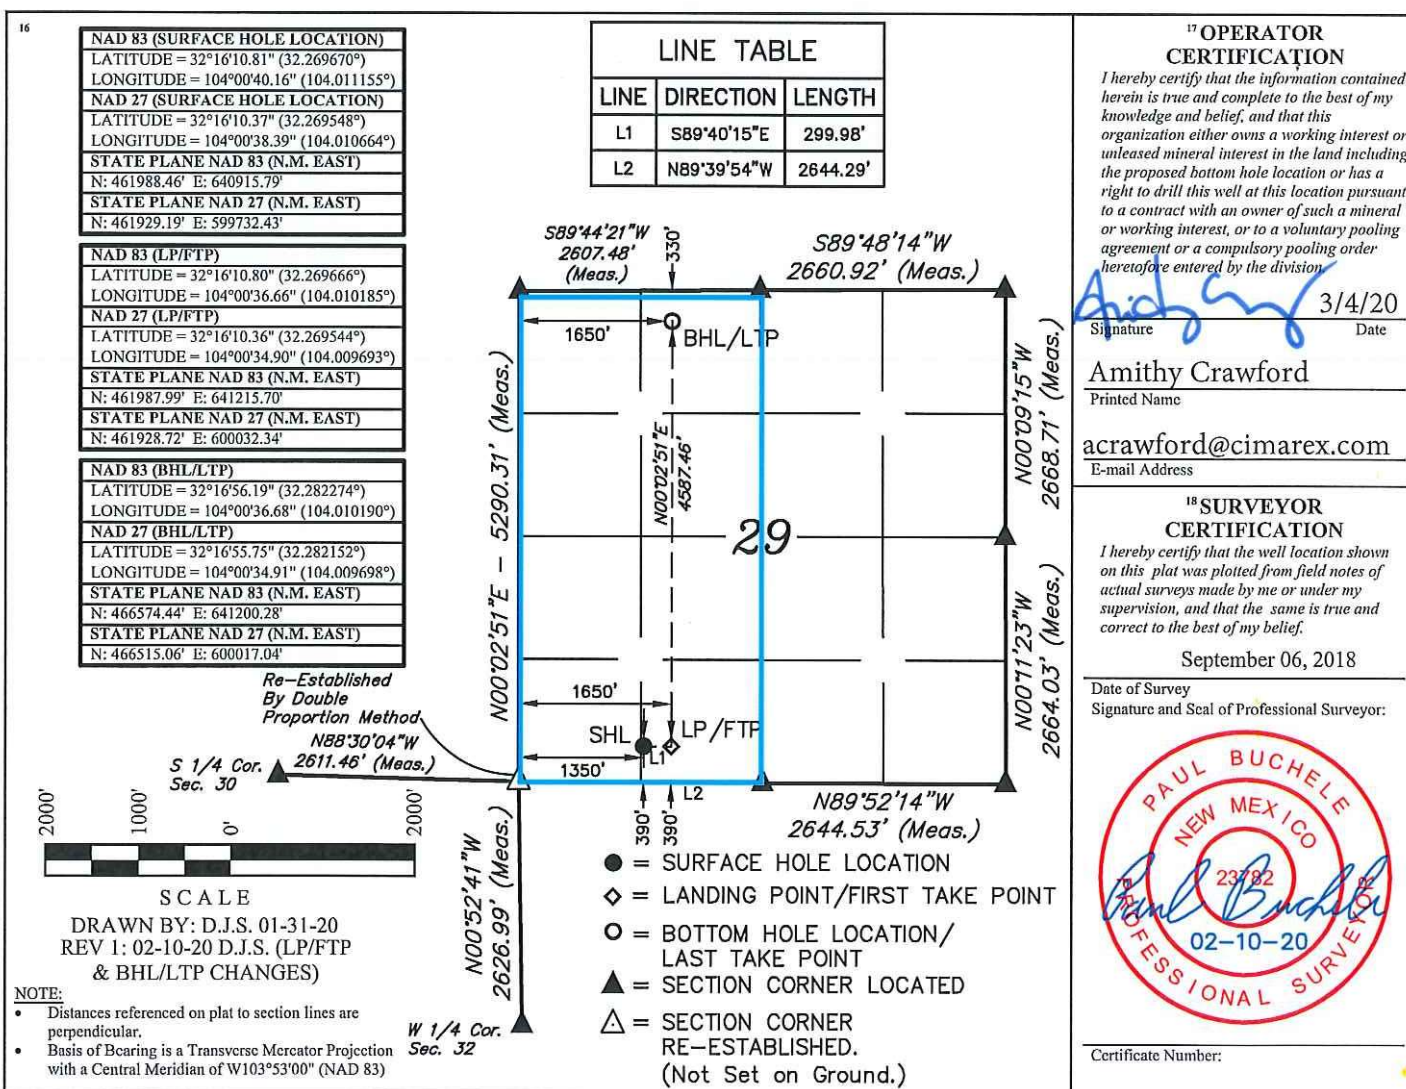 16
NAD 83 (SURFACE HOLE LOCATION)
LATITUDE = 32°16'10.81" (32.269670°)
LONGITUDE = 104°00'40.16" (104.011155°)
NAD 27 (SURFACE HOLE LOCATION)
LATITUDE = 32°16'10.37" (32.269548°)
LONGITUDE = 104°00'38.39" (104.010664°)
STATE PLANE NAD 83 (N.M. EAST)
N: 461988.46' E: 640915.79'
STATE PLANE NAD 27 (N.M. EAST)
N: 461929.19' E: 599732.43'
NAD 83 (LP/FTP)
LATITUDE = 32°16'10.80" (32.269666°)
LONGITUDE = 104°00'36.66" (104.010185°)
NAD 27 (LP/FTP)
LATITUDE = 32°16'10.36" (32.269544°)
LONGITUDE = 104°00'34.90" (104.009693°)
STATE PLANE NAD 83 (N.M. EAST)
N: 461987.99' E: 641215.70'
STATE PLANE NAD 27 (N.M. EAST)
N: 461928.72' E: 600032.34'
NAD 83 (BHL/LTP)
LATITUDE = 32°16'56.19" (32.282274°)
LONGITUDE = 104°00'36.68" (104.010190°)
NAD 27 (BHL/LTP)
LATITUDE = 32°16'55.75" (32.282152°)
LONGITUDE = 104°00'34.91" (104.009698°)
STATE PLANE NAD 83 (N.M. EAST)
N: 466574.44' E: 641200.28'
STATE PLANE NAD 27 (N.M. EAST)
N: 466515.06' E: 600017.04'
LINE TABLE
LINE DIRECTION LENGTH
L1 S89°40'15"E 299.98'
L2 N89°39'54"W 2644.29'
S89°44'21"W
2607.48'
(Meas.)
330'
S89°48'14"W
2660.92' (Meas.)
1650'
BHL/LTP
N00°02'51"E - 5290.31' (Meas.)
N00°02'51"E
4587.46'
29
N00°09'15"W
2668.71' (Meas.)
N00°11'23"W
2664.03' (Meas.)
1650'
SHL
LP/FTP
L1
1350'
L2
390'
390'
N89°52'14"W
2644.53' (Meas.)
Re-Established
By Double
Proportion Method
N88°30'04"W
2611.46' (Meas.)
S 1/4 Cor.
Sec. 30
N00°52'41"W
2626.99' (Meas.)
W 1/4 Cor.
Sec. 32
2000'
1000'
0'
2000'
SCALE
DRAWN BY: D.J.S. 01-31-20
REV 1: 02-10-20 D.J.S. (LP/FTP
& BHL/LTP CHANGES)
NOTE:
• Distances referenced on plat to section lines are
perpendicular.
• Basis of Bearing is a Transverse Mercator Projection
with a Central Meridian of W103°53'00" (NAD 83)
= SURFACE HOLE LOCATION
= LANDING POINT/FIRST TAKE POINT
= BOTTOM HOLE LOCATION/
LAST TAKE POINT
= SECTION CORNER LOCATED
= SECTION CORNER
RE-ESTABLISHED.
(Not Set on Ground.)
17 OPERATOR
CERTIFICATION
I hereby certify that the information contained
herein is true and complete to the best of my
knowledge and belief, and that this
organization either owns a working interest or
unleased mineral interest in the land including
the proposed bottom hole location or has a
right to drill this well at this location pursuant
to a contract with an owner of such a mineral
or working interest, or to a voluntary pooling
agreement or a compulsory pooling order
heretofore entered by the division.
3/4/20
Signature Date
Amithy Crawford
Printed Name
acrawford@cimarex.com
E-mail Address
18 SURVEYOR
CERTIFICATION
I hereby certify that the well location shown
on this plat was plotted from field notes of
actual surveys made by me or under my
supervision, and that the same is true and
correct to the best of my belief.
September 06, 2018
Date of Survey
Signature and Seal of Professional Surveyor:
PAUL BUCHELE
NEW MEXICO
23782
Paul Buchele
02-10-20
PROFESSIONAL SURVEYOR
Certificate Number: